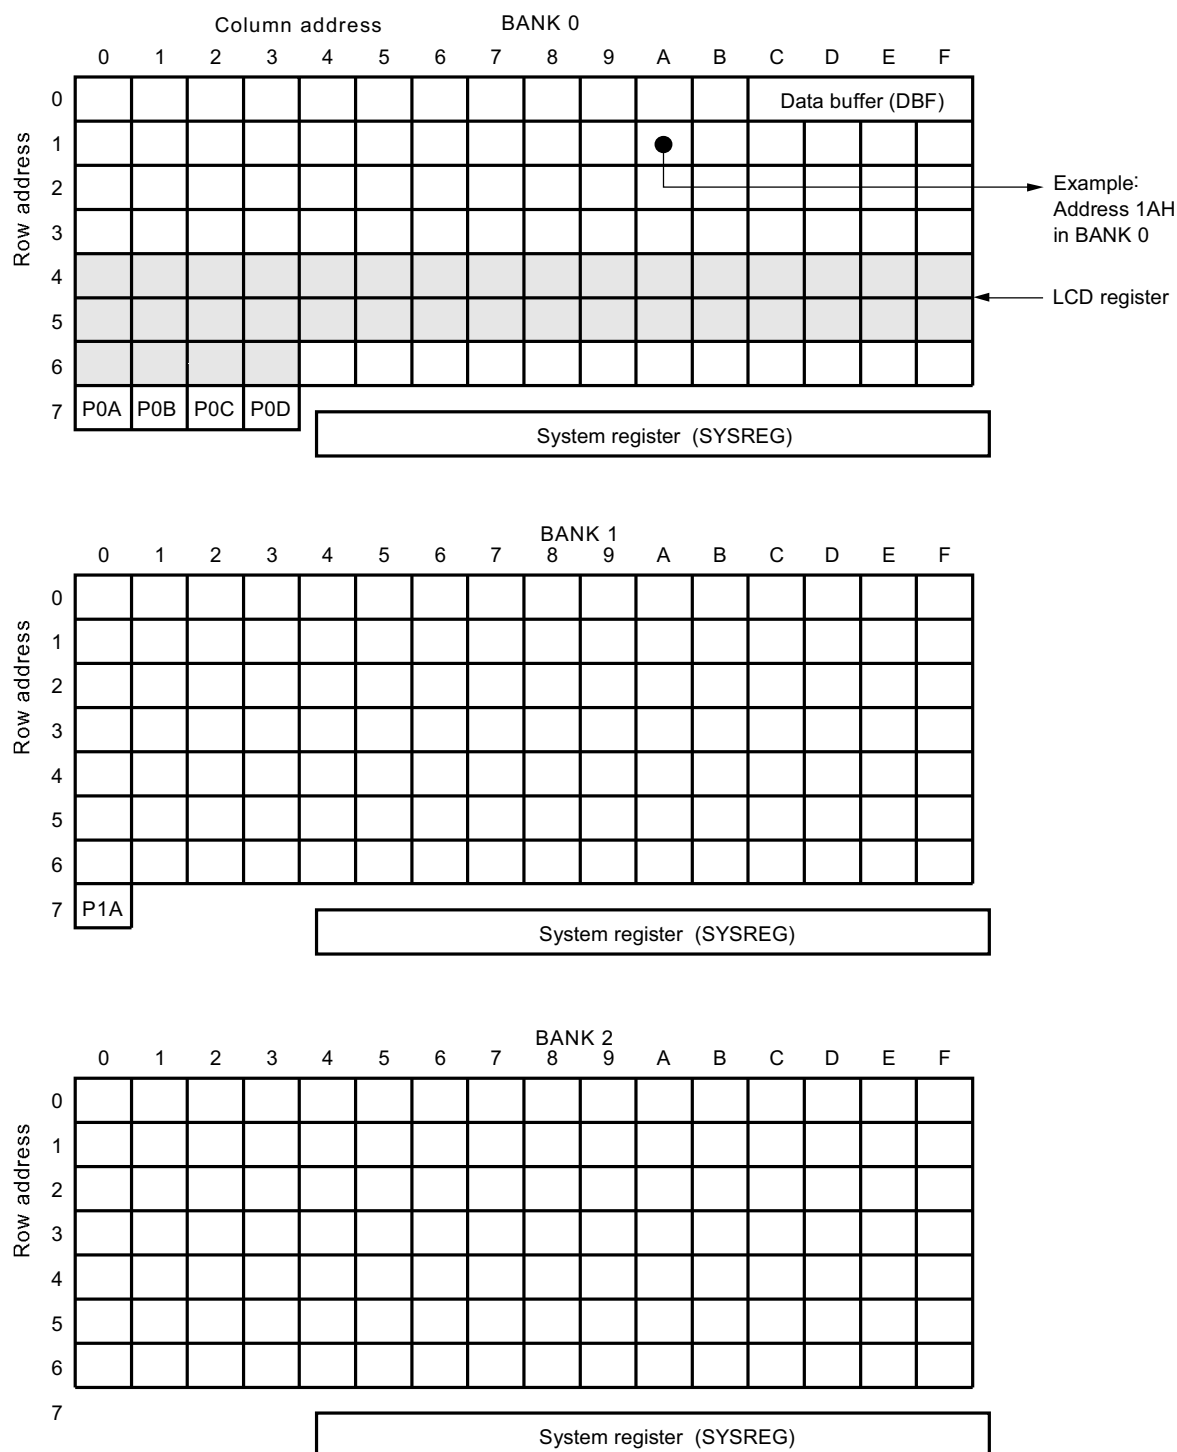 Column address BANK 0
0 1 2 3 4 5 6 7 8 9 A B C D E F
Row address
0 Data buffer (DBF)
1
2 Example:
Address 1AH
3 in BANK 0
4
LCD register
5
6
7 P0A P0B P0C P0D
System register (SYSREG)
BANK 1
0 1 2 3 4 5 6 7 8 9 A B C D E F
Row address
0
1
2
3
4
5
6
7 P1A
System register (SYSREG)
BANK 2
0 1 2 3 4 5 6 7 8 9 A B C D E F
Row address
0
1
2
3
4
5
6
7
System register (SYSREG)